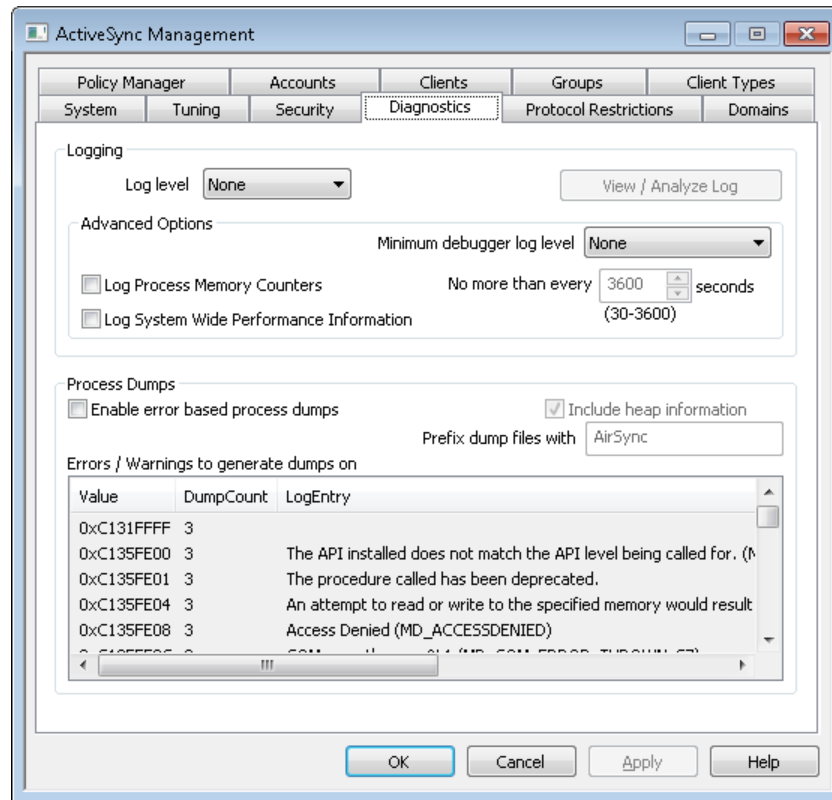 ActiveSync Management
Policy Manager Accounts Clients Groups Client Types
System Tuning Security Diagnostics Protocol Restrictions Domains
Logging
Log level None View / Analyze Log
Advanced Options
Minimum debugger log level None
Log Process Memory Counters No more than every 3600 seconds
Log System Wide Performance Information (30-3600)
Process Dumps
Enable error based process dumps Include heap information
Prefix dump files with AirSync
Errors / Warnings to generate dumps on
Value DumpCount LogEntry
0xC131FFFF 3
0xC135FE00 3 The API installed does not match the API level being called for.
0xC135FE01 3 The procedure called has been deprecated.
0xC135FE04 3 An attempt to read or write to the specified memory would result
0xC135FE08 3 Access Denied (MD_ACCESSDENIED)
OK Cancel Apply Help